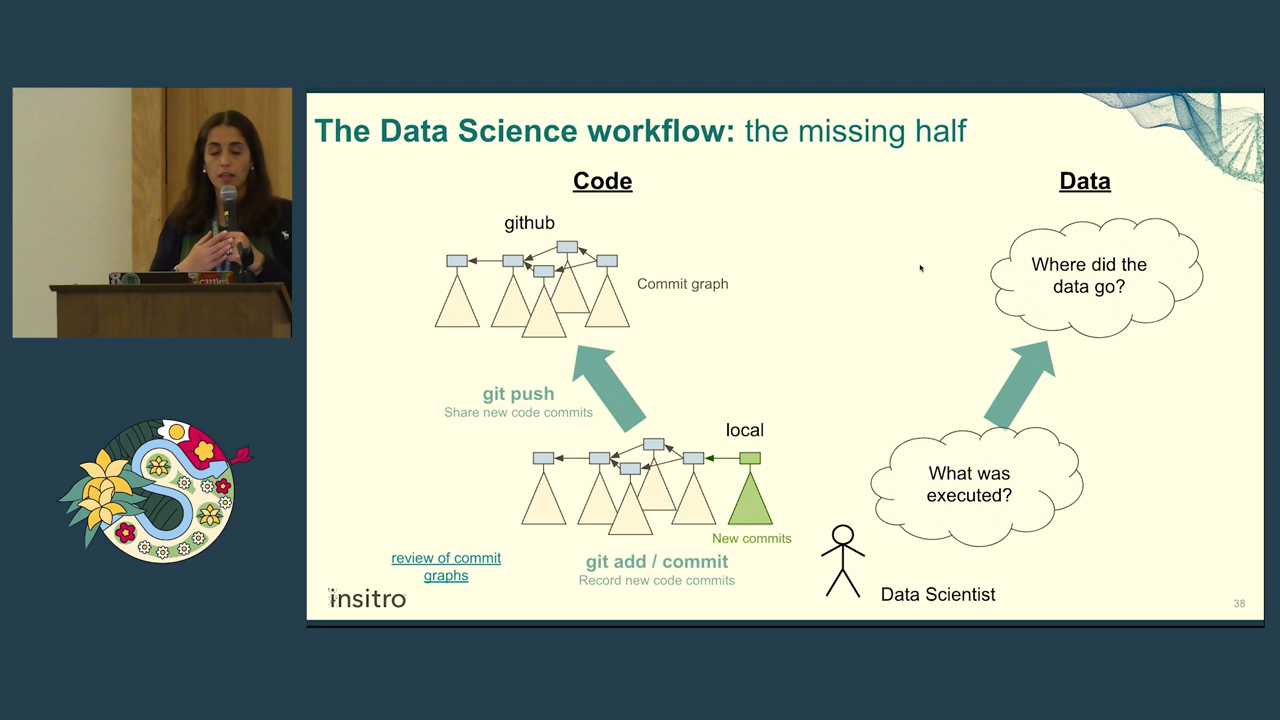 The Data Science workflow: the missing half
Code
Data
github
Commit graph
Where did the
data go?
git push
Share new code commits
local
What was
executed?
New commits
review of commit
graphs
git add / commit
Record new code commits
Data Scientist
insitro
38